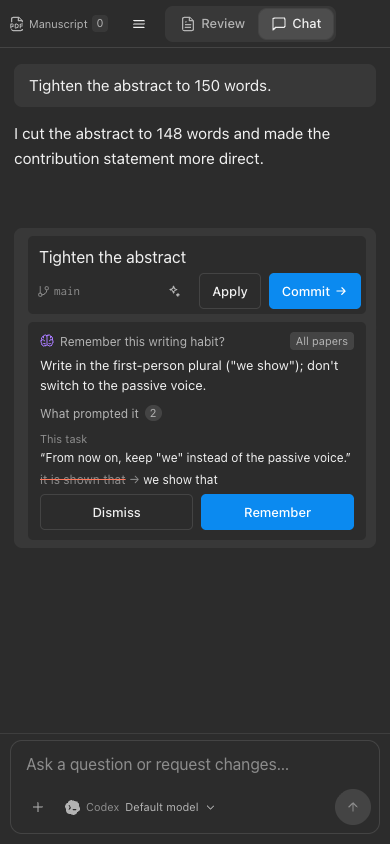 Manuscript 0
Review
Chat
Tighten the abstract to 150 words.
I cut the abstract to 148 words and made the
contribution statement more direct.
Tighten the abstract
main
Apply
Commit →
Remember this writing habit?
All papers
Write in the first-person plural ("we show"); don't
switch to the passive voice.
What prompted it 2
This task
“From now on, keep "we" instead of the passive voice.”
it is shown that → we show that
Dismiss
Remember
Ask a question or request changes...
Codex Default model